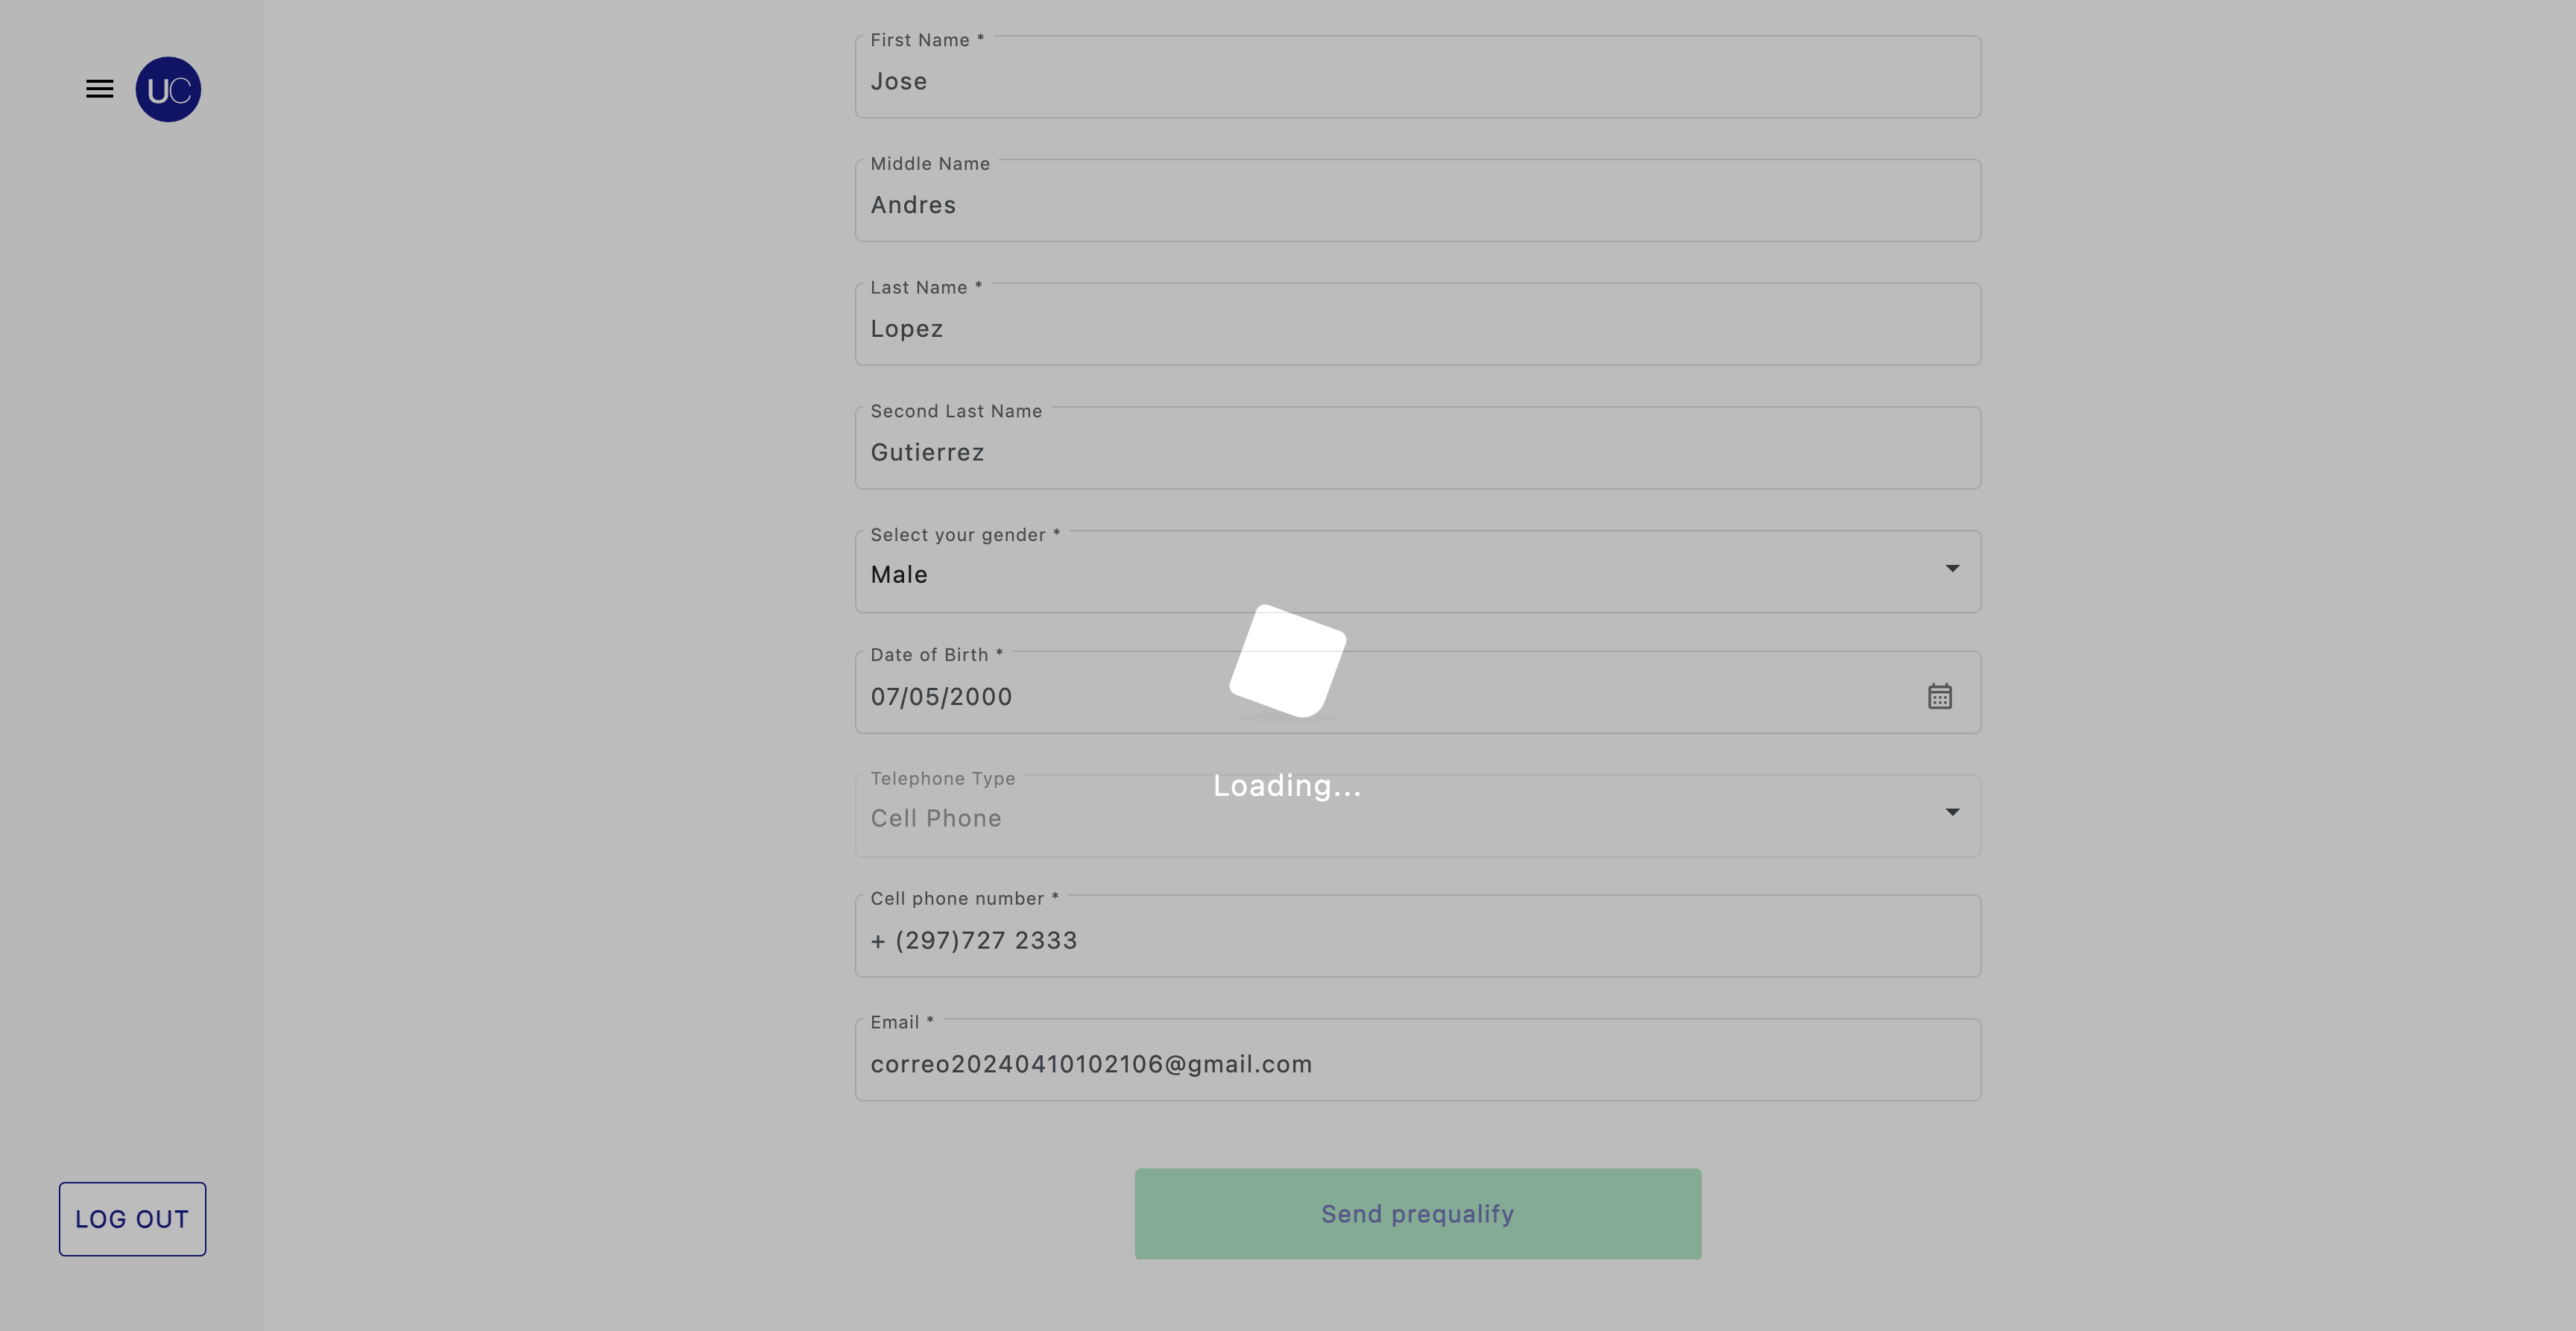 UC
First Name *
Jose
Middle Name
Andres
Last Name *
Lopez
Second Last Name
Gutierrez
Select your gender *
Male
Date of Birth *
07/05/2000
Telephone Type
Loading...
Cell Phone
Cell phone number *
+ (297)727 2333
Email *
correo20240410102106@gmail.com
Send prequalify
LOG OUT